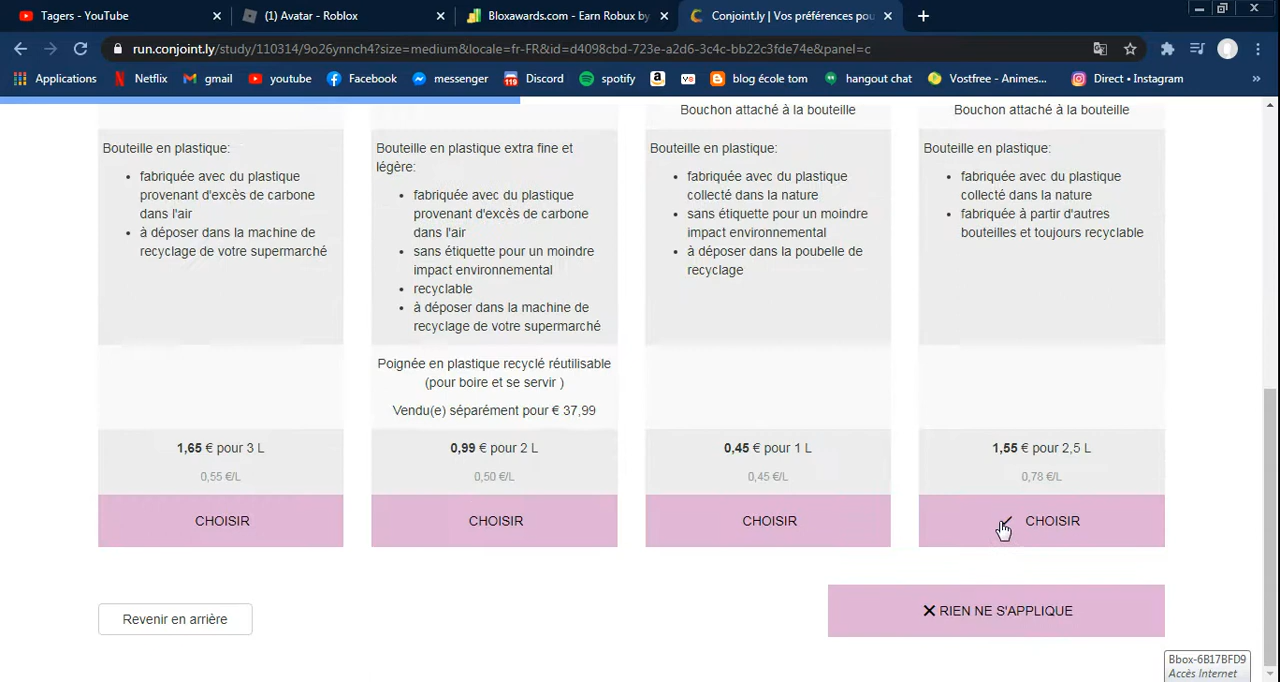 Tagers - YouTube
(1) Avatar - Roblox
Bloxawards.com - Earn Robux by
Conjoint.ly | Vos préférences pou
run.conjoint.ly/study/110314/9o26ynnch4?size=medium&locale=fr-FR&id=d4098cbd-723e-a2d6-3c4c-bb22c3fde74e&panel=c
Applications
Netflix
gmail
youtube
Facebook
messenger
119
Discord
spotify
blog école tom
hangout chat
Vostfree - Animes...
Direct • Instagram
Bouchon attaché à la bouteille
Bouchon attaché à la bouteille
Bouteille en plastique:
• fabriquée avec du plastique
provenant d'excès de carbone
dans l'air
• à déposer dans la machine de
recyclage de votre supermarché
Bouteille en plastique extra fine et
légère:
• fabriquée avec du plastique
provenant d'excès de carbone
dans l'air
• sans étiquette pour un moindre
impact environnemental
• recyclable
• à déposer dans la machine de
recyclage de votre supermarché
Bouteille en plastique:
• fabriquée avec du plastique
collecté dans la nature
• sans étiquette pour un moindre
impact environnemental
• à déposer dans la poubelle de
recyclage
Bouteille en plastique:
• fabriquée avec du plastique
collecté dans la nature
• fabriquée à partir d'autres
bouteilles et toujours recyclable
Poignée en plastique recyclé réutilisable
(pour boire et se servir )
Vendu(e) séparément pour € 37,99
1,65 € pour 3 L
0,55 €/L
0,99 € pour 2 L
0,50 €/L
0,45 € pour 1 L
0,45 €/L
1,55 € pour 2,5 L
0,78 €/L
CHOISIR
CHOISIR
CHOISIR
CHOISIR
Revenir en arrière
RIEN NE S'APPLIQUE
Bbox-6B17BFD9
Accès Internet